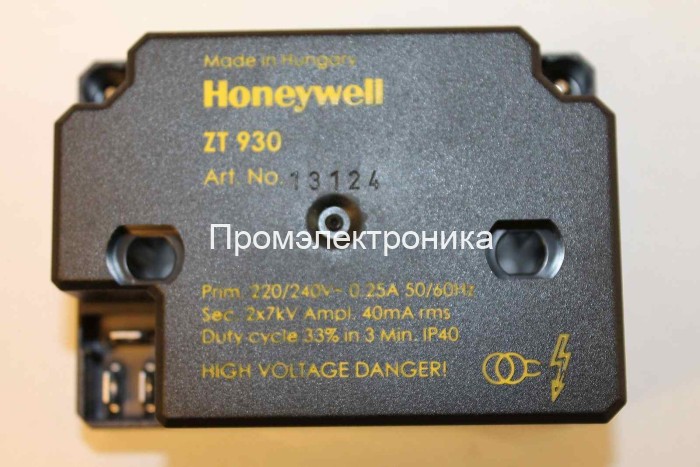 Made in Hungary
Honeywell
ZT 930
Art. No. 13124
Промэлектроника
Prim. 220/240V~ 0.25A 50/60Hz
Sec. 2x7kV Ampl. 40mA rms
Duty cycle 33% in 3 Min. IP40
HIGH VOLTAGE DANGER!